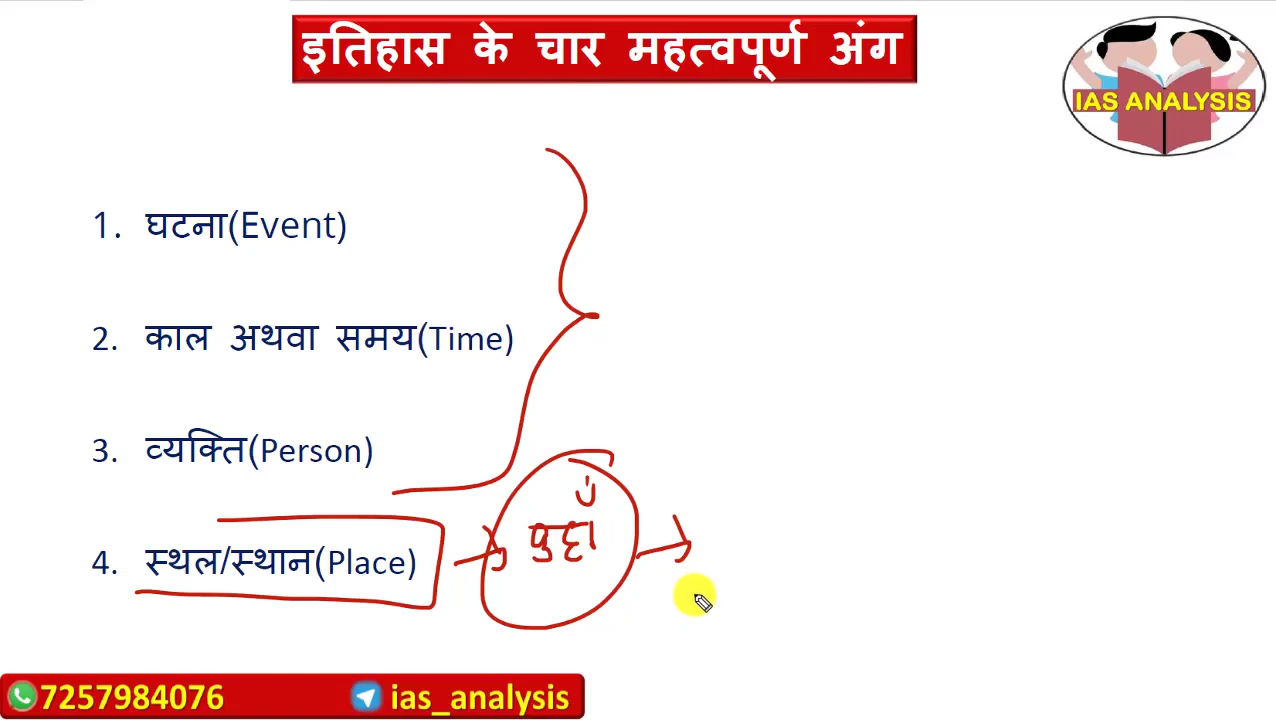 इतिहास के चार महत्वपूर्ण अंग
IAS ANALYSIS
1. घटना(Event)
2. काल अथवा समय(Time)
3. व्यक्ति(Person)
4. स्थल/स्थान(Place)
कहाँ
7257984076 ias_analysis